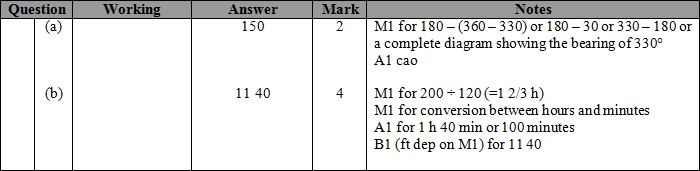 Question Working Answer Mark Notes
(a) 150 2 M1 for 180 – (360 – 330) or 180 – 30 or 330 – 180 or
a complete diagram showing the bearing of 330°
A1 cao
(b) 11 40 4 M1 for 200 ÷ 120 (=1 2/3 h)
M1 for conversion between hours and minutes
A1 for 1 h 40 min or 100 minutes
B1 (ft dep on M1) for 11 40